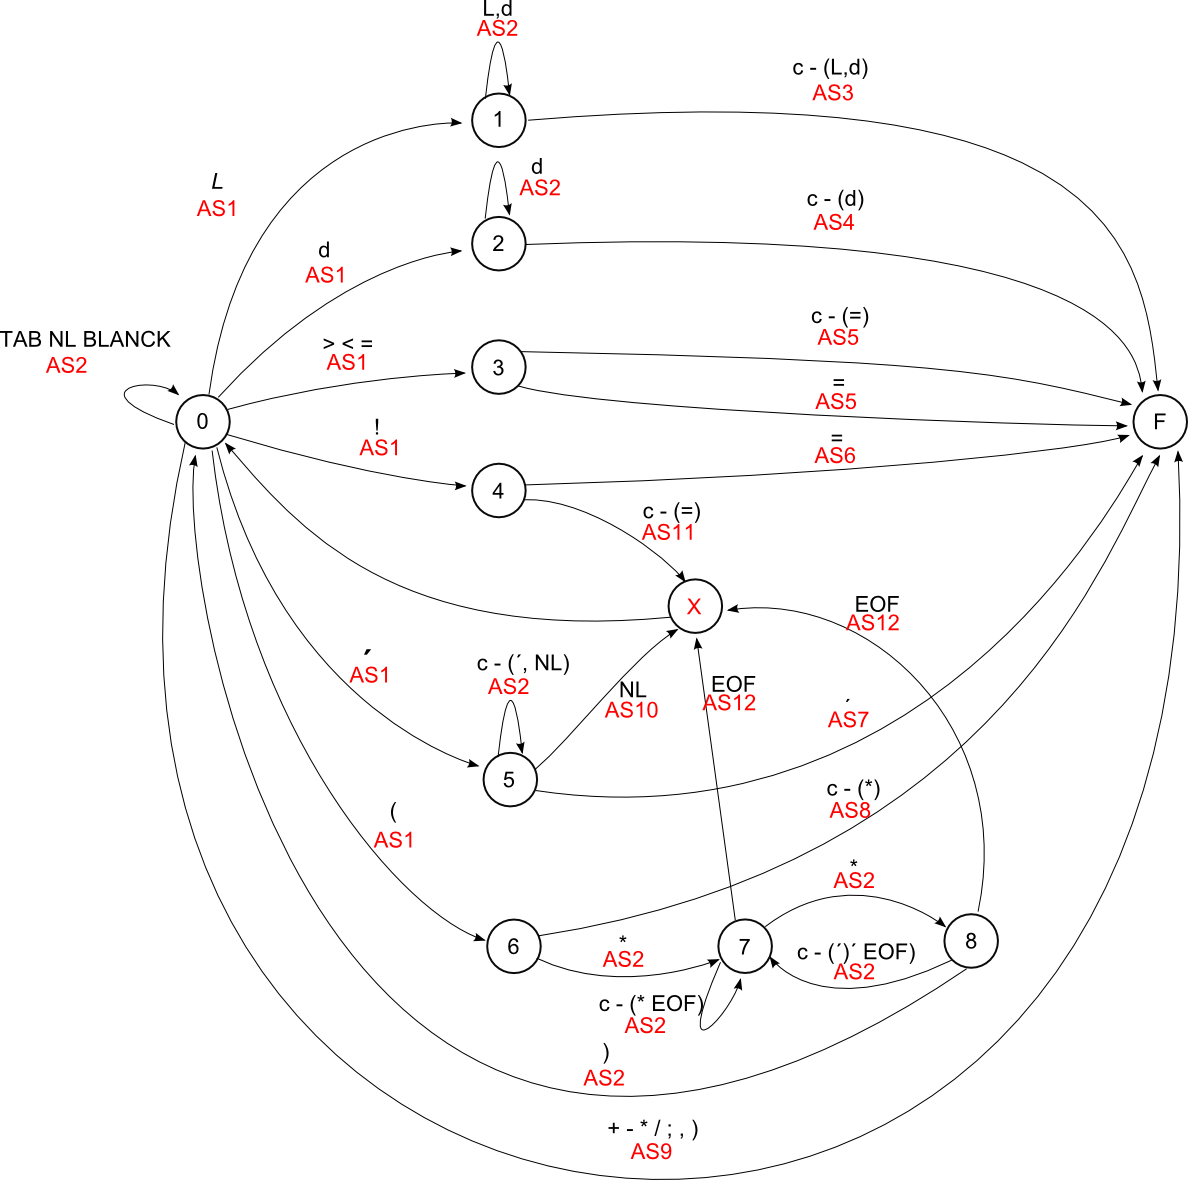 L,d
AS2
c - (L,d)
AS3
1
d
AS2
L
AS1
c - (d)
AS4
d
AS1
2
TAB NL BLANCK
AS2
> < =
AS1
c - (=)
AS5
3
=
AS5
0
F
!
AS1
=
AS6
4
c - (=)
AS11
X
EOF
AS12
´
AS1
c - (´, NL)
AS2
NL
AS10
EOF
AS12
´
AS7
5
c - (*)
AS8
(
AS1
*
AS2
6
*
AS2
7
8
c - (´)´ EOF)
AS2
c - (* EOF)
AS2
)
AS2
+ - * / ; , )
AS9